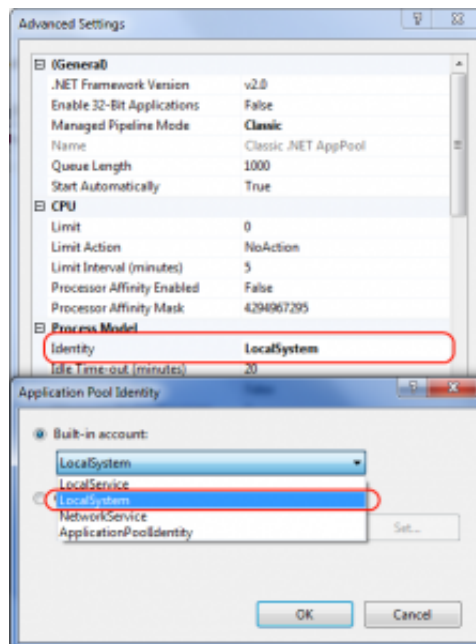 Advanced Settings
(General)
.NET Framework Version v2.0
Enable 32-Bit Applications False
Managed Pipeline Mode Classic
Name Classic .NET AppPool
Queue Length 1000
Start Automatically True
CPU
Limit 0
Limit Action NoAction
Limit Interval (minutes) 5
Processor Affinity Enabled False
Processor Affinity Mask 4294967295
Process Model
Identity LocalSystem
Idle Time-out (minutes) 20
Application Pool Identity
Built-in account:
LocalSystem
LocalService
LocalSystem
NetworkService
ApplicationPoolIdentity
Set...
OK Cancel